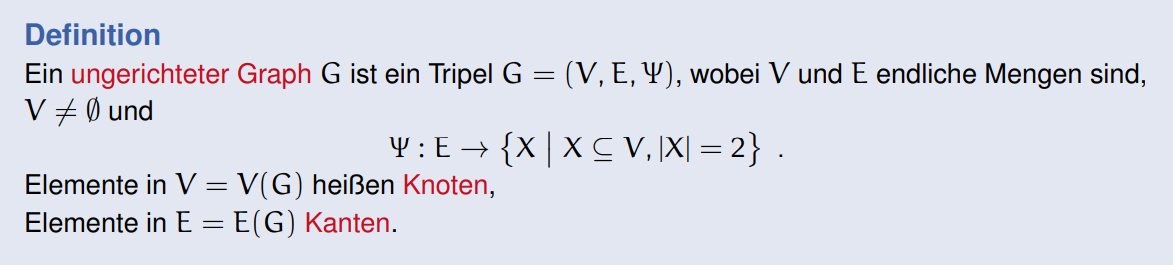 Definition
Ein ungerichteter Graph G ist ein Tripel G = (V, E, Ψ), wobei V und E endliche Mengen sind,
V ≠ ∅ und
Ψ : E → {X | X ⊆ V, |X| = 2} .
Elemente in V = V(G) heißen Knoten,
Elemente in E = E(G) Kanten.